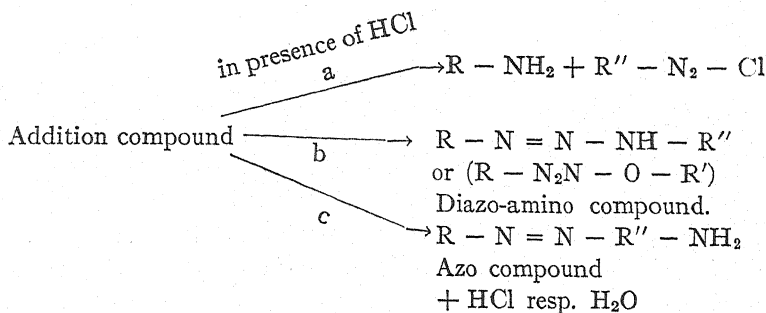 in presence of HCl
a
R – NH₂ + R″ – N₂ – Cl
Addition compound
b
R – N = N – NH – R″
or (R – N₂N – O – R′)
Diazo-amino compound.
c
R – N = N – R″ – NH₂
Azo compound
+ HCl resp. H₂O